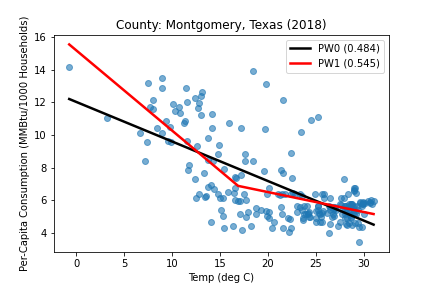 County: Montgomery, Texas (2018)
PW0 (0.484)
PW1 (0.545)
Per-Capita Consumption (MMBtu/1000 Households)
16
14
12
10
8
6
4
0 5 10 15 20 25 30
Temp (deg C)